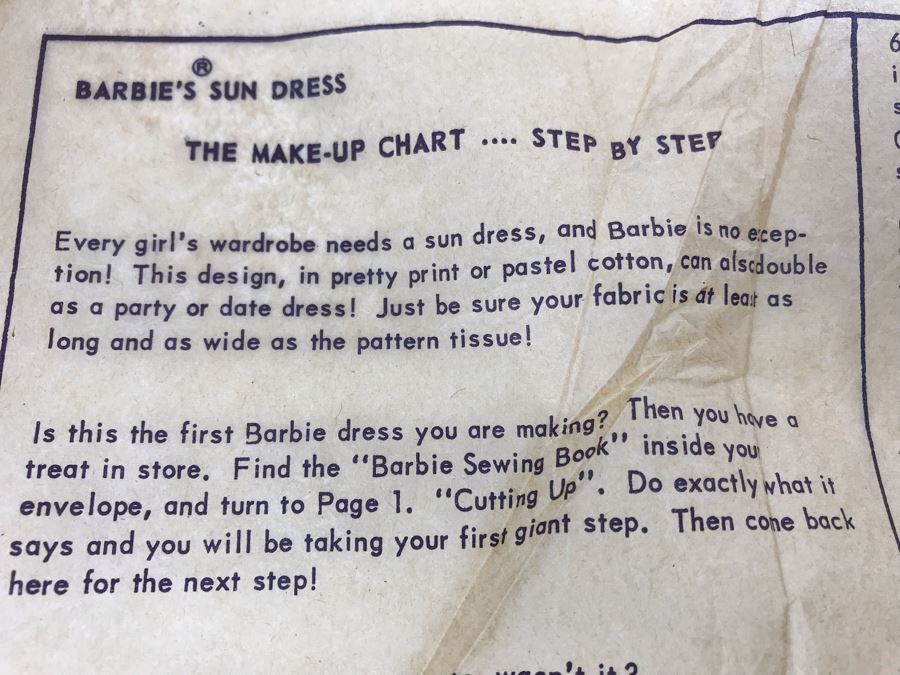 BARBIE'S® SUN DRESS
THE MAKE-UP CHART .... STEP BY STEP
Every girl's wardrobe needs a sun dress, and Barbie is no ecep-
tion! This design, in pretty print or pastel cotton, can also double
as a party or date dress! Just be sure your fabric is at least as
long and as wide as the pattern tissue!
Is this the first Barbie dress you are making? Then you have a
treat in store. Find the "Barbie Sewing Book" inside your
envelope, and turn to Page 1. "Cutting Up". Do exactly what it
says and you will be taking your first giant step. Then come back
here for the next step!
wasn't it?